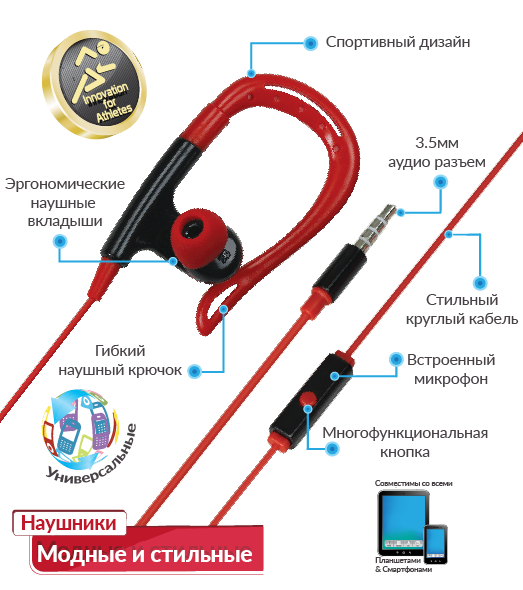 Спортивный дизайн
Innovation
for
Athletes
3.5мм
аудио разъем
Эргономические
наушные
вкладыши
Стильный
круглый кабель
Гибкий
наушный крючок
Встроенный
микрофон
Универсальные
Многофункциональная
кнопка
Совместимы со всеми
Наушники
Модные и стильные
Планшетами
& Смартфонами